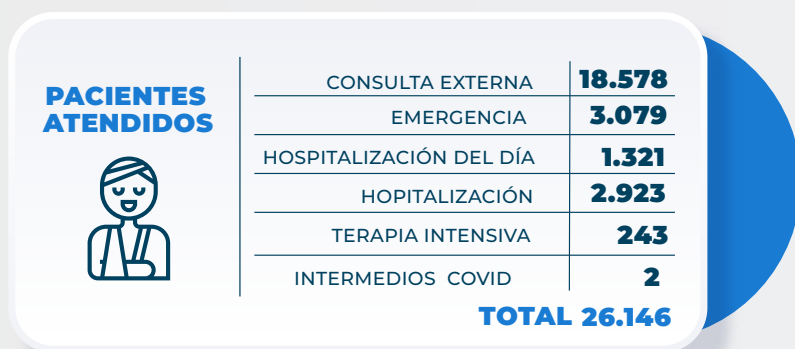 PACIENTES
ATENDIDOS
CONSULTA EXTERNA 18.578
EMERGENCIA 3.079
HOSPITALIZACIÓN DEL DÍA 1.321
HOPITALIZACIÓN 2.923
TERAPIA INTENSIVA 243
INTERMEDIOS COVID 2
TOTAL 26.146